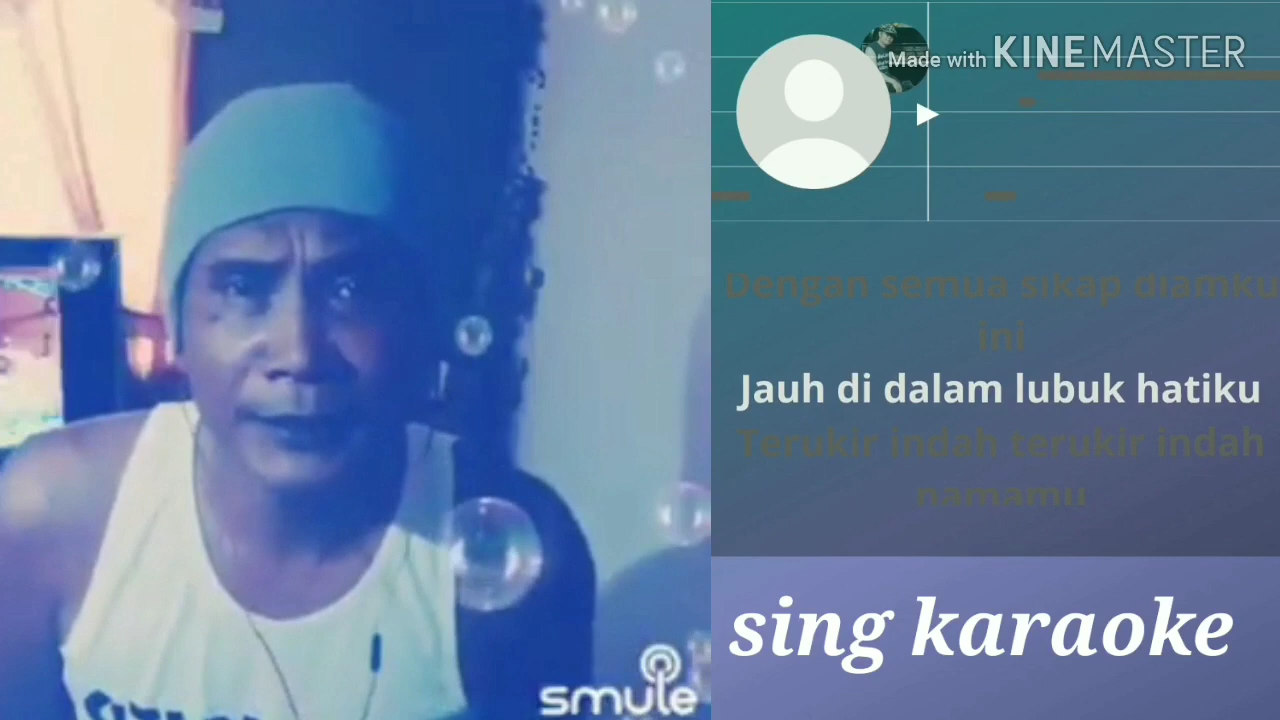 Made with KINEMASTER
Dengan semua sikap diamku
ini
Jauh di dalam lubuk hatiku
Terukir indah terukir indah
namamu
sing karaoke
smule